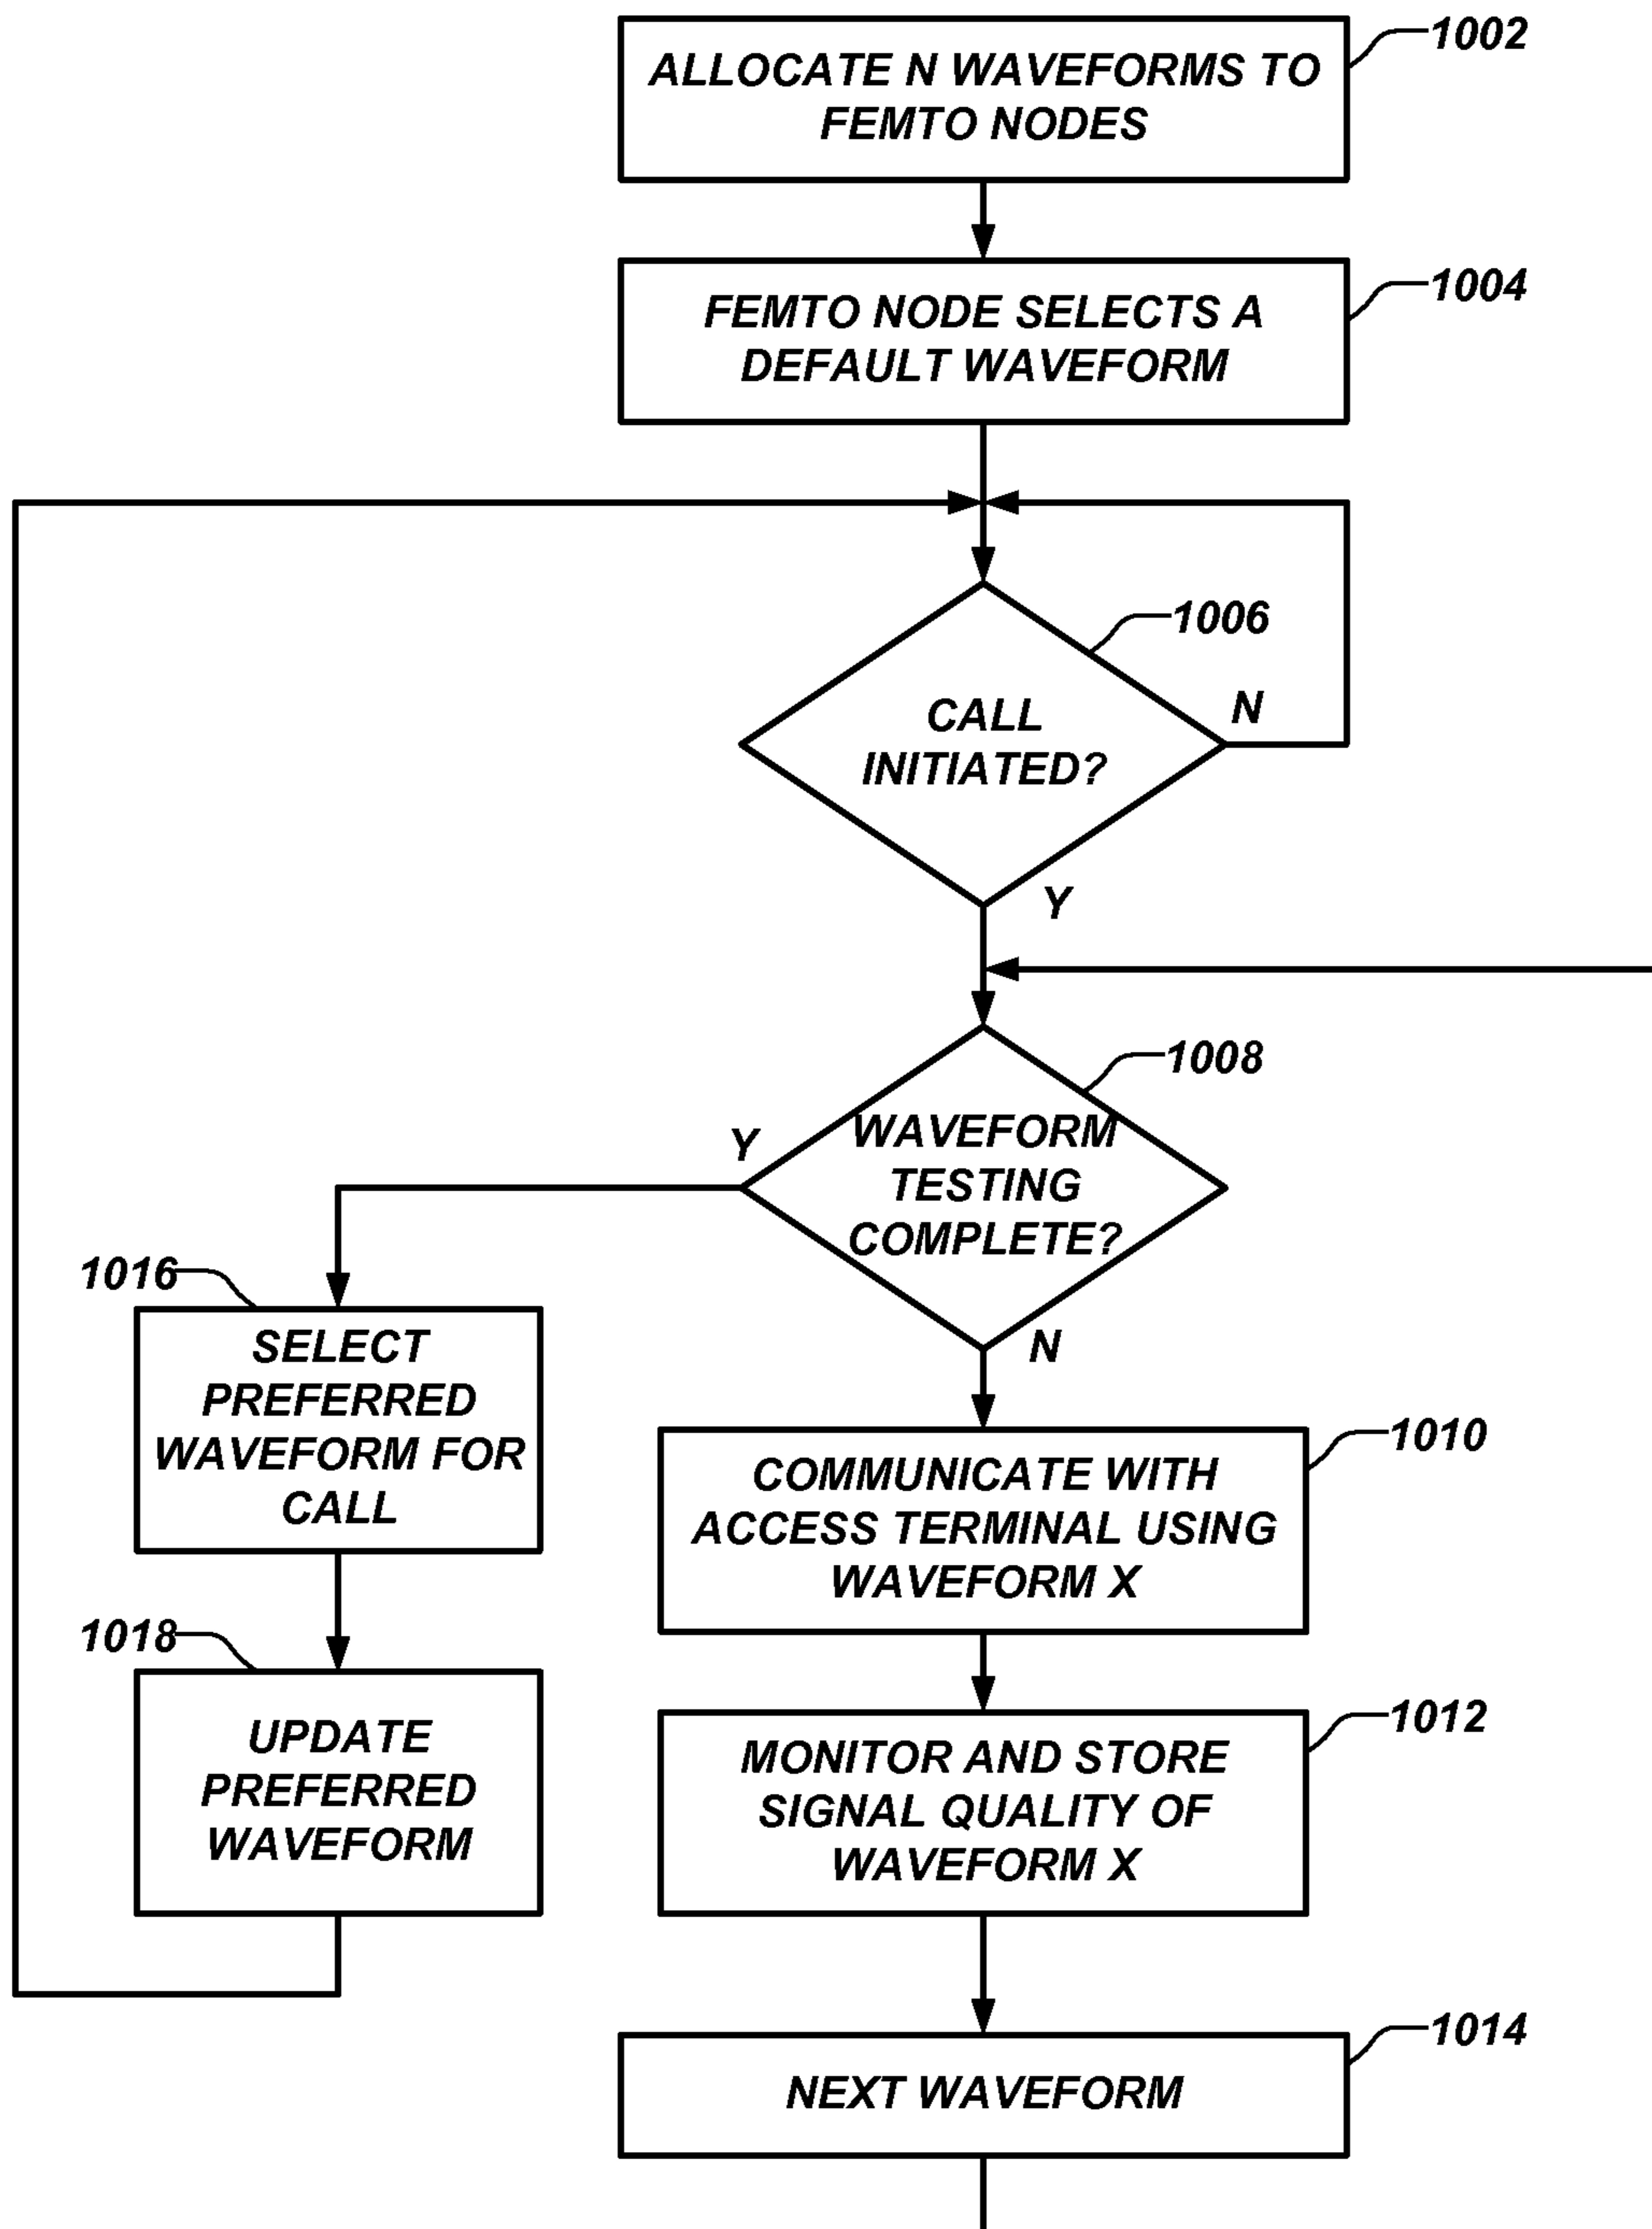 1002
ALLOCATE N WAVEFORMS TO
FEMTO NODES
1004
FEMTO NODE SELECTS A
DEFAULT WAVEFORM
1006
CALL
INITIATED?
N
Y
1008
WAVEFORM
TESTING
COMPLETE?
Y
N
1016
SELECT
PREFERRED
WAVEFORM FOR
CALL
1010
COMMUNICATE WITH
ACCESS TERMINAL USING
WAVEFORM X
1018
UPDATE
PREFERRED
WAVEFORM
1012
MONITOR AND STORE
SIGNAL QUALITY OF
WAVEFORM X
1014
NEXT WAVEFORM